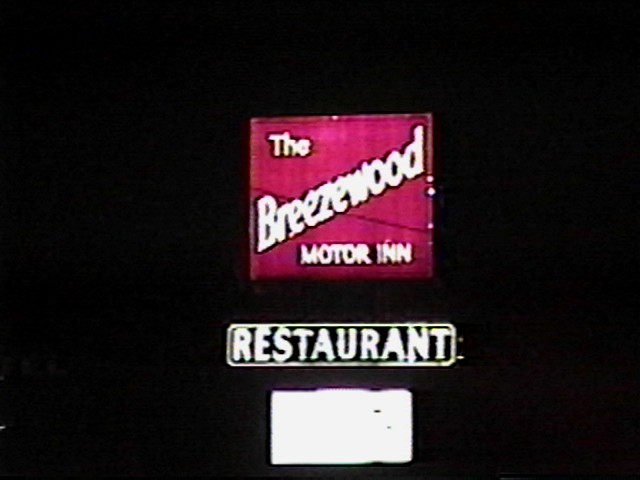 The
Breezewood
MOTOR INN
RESTAURANT